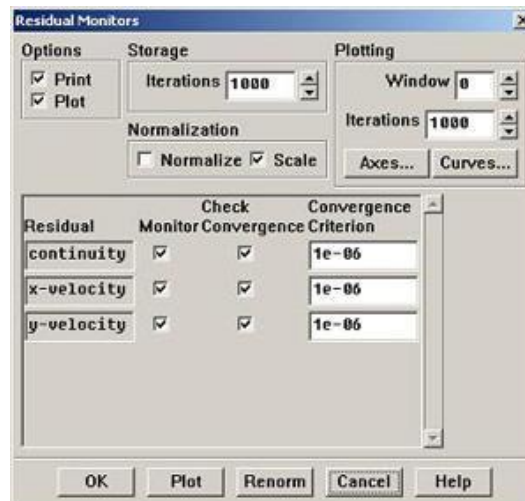 Residual Monitors
Options
Print
Plot
Storage
Iterations 1000
Normalization
Normalize Scale
Plotting
Window 0
Iterations 1000
Axes... Curves...
Residual Monitor Check Convergence Convergence Criterion
continuity 1e-06
x-velocity 1e-06
y-velocity 1e-06
OK Plot Renorm Cancel Help